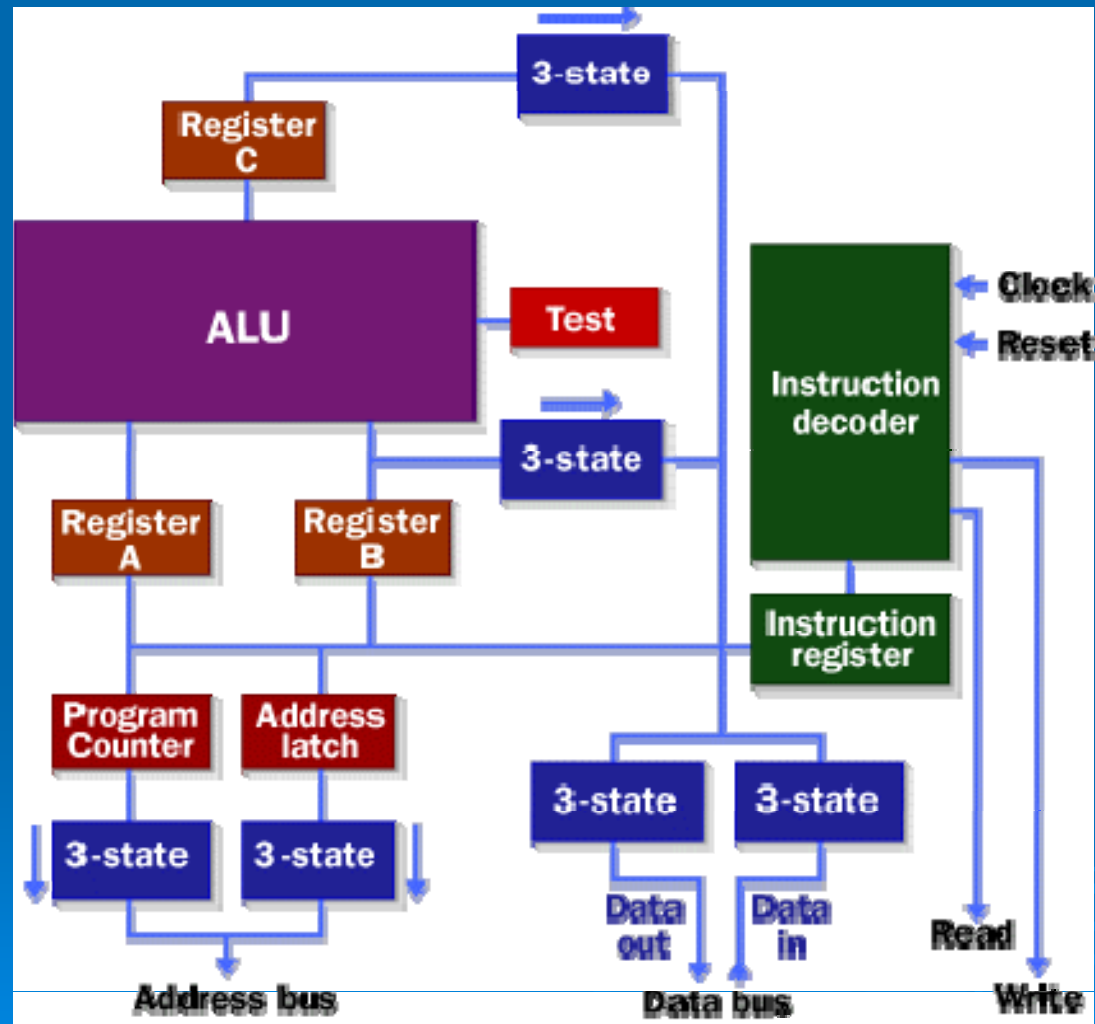 3-state
Register
C
ALU
Test
Clock
Reset
Instruction
decoder
3-state
Register
A
Register
B
Instruction
register
Program
Counter
Address
latch
3-state
3-state
3-state
3-state
Data
out
Data
in
Read
Address bus
Data bus
Write